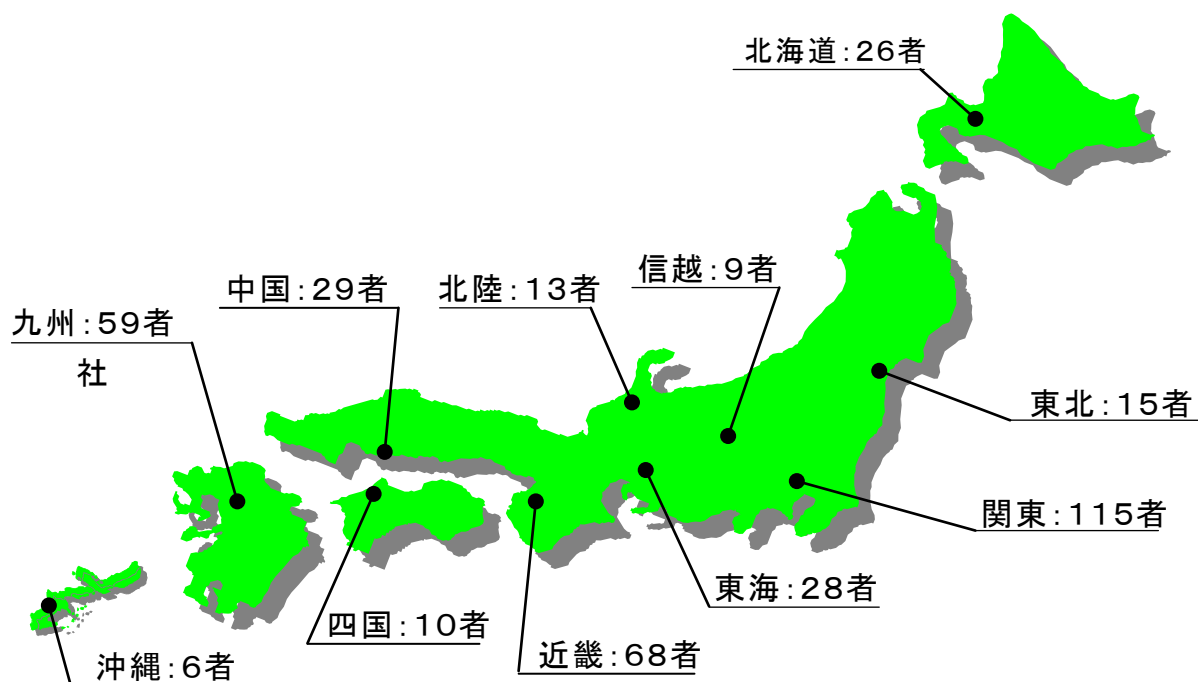 北海道:26者
信越:9者
中国:29者
北陸:13者
九州:59者
社
東北:15者
関東:115者
東海:28者
四国:10者
近畿:68者
沖縄:6者